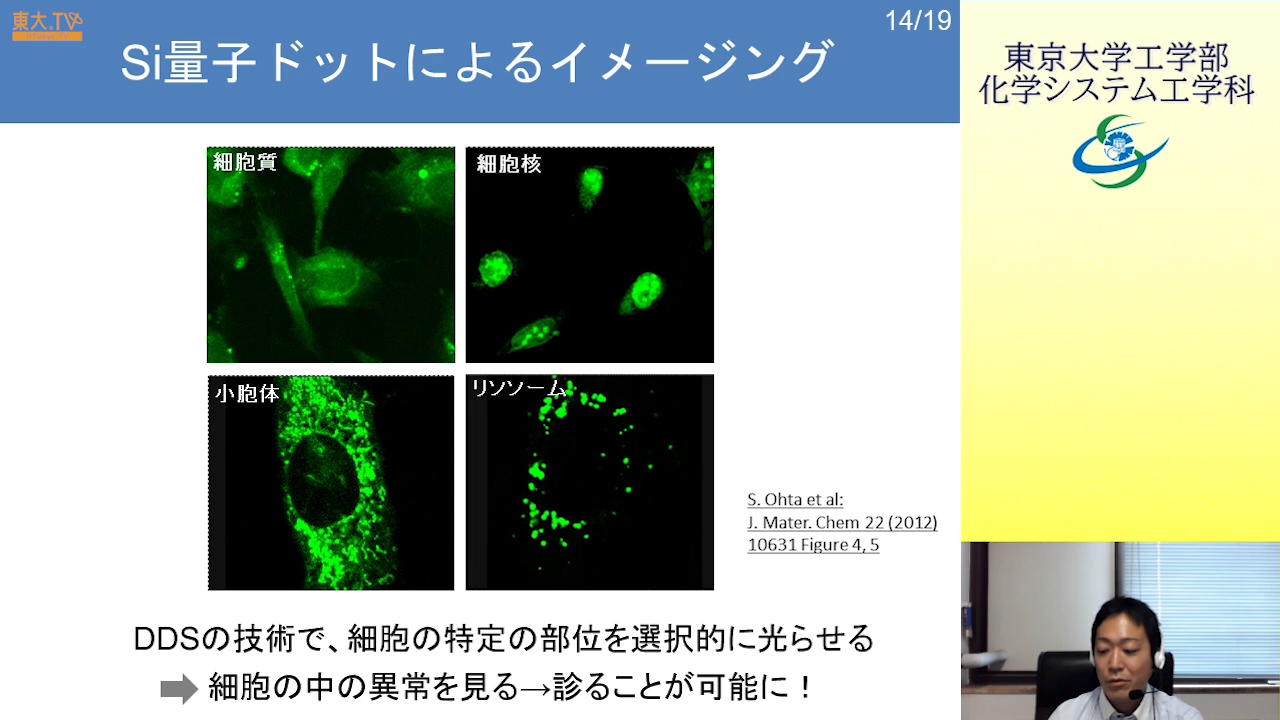 東大.TV
14/19
Si量子ドットによるイメージング
東京大学工学部
化学システム工学科
細胞質
細胞核
小胞体
リソソーム
S. Ohta et al:
J. Mater. Chem 22 (2012)
10631 Figure 4, 5
DDSの技術で、細胞の特定の部位を選択的に光らせる
細胞の中の異常を見る→診ることが可能に！